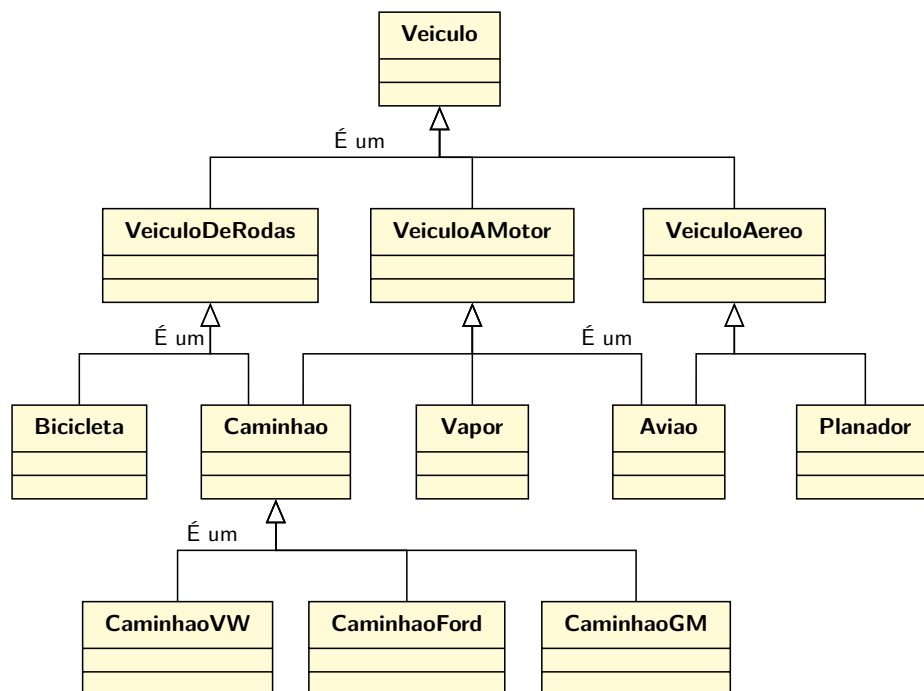 Veiculo
É um
VeiculoDeRodas
VeiculoAMotor
VeiculoAereo
É um
É um
Bicicleta
Caminhao
Vapor
Aviao
Planador
É um
CaminhaoVW
CaminhaoFord
CaminhaoGM